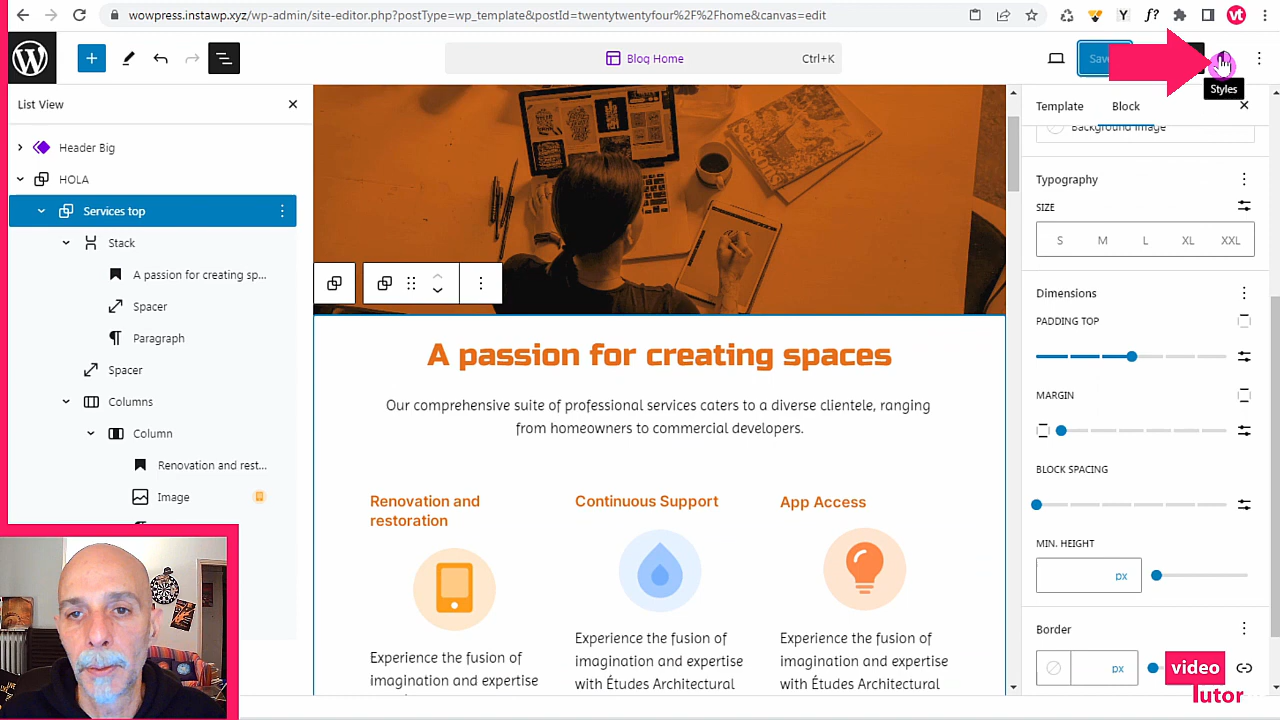 wowpress.instawp.xyz/wp-admin/site-editor.php?postType=wp_template&postId=twentytwentyfour%2F%2Fhome&canvas=edit
Y
f?
vt
Blog Home
Ctrl+K
Styles
List View
Header Big
HOLA
Services top
Stack
A passion for creating sp...
Spacer
Paragraph
Spacer
Columns
Column
Renovation and rest...
Image
A passion for creating spaces
Our comprehensive suite of professional services caters to a diverse clientele, ranging
from homeowners to commercial developers.
Renovation and
restoration
Experience the fusion of
imagination and expertise
Continuous Support
Experience the fusion of
imagination and expertise
with Études Architectural
App Access
Experience the fusion of
imagination and expertise
with Études Architectural
Template
Block
Background image
Typography
SIZE
S M L XL XXL
Dimensions
PADDING TOP
MARGIN
BLOCK SPACING
MIN. HEIGHT
px
Border
px
video
Tutor